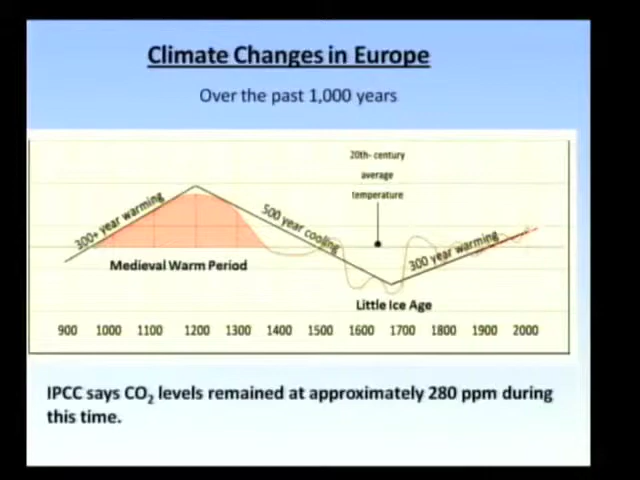 Climate Changes in Europe
Over the past 1,000 years
20th- century
average
temperature
300+ year warming
500 year cooling
300 year warming
Medieval Warm Period
Little Ice Age
900 1000 1100 1200 1300 1400 1500 1600 1700 1800 1900 2000
IPCC says CO₂ levels remained at approximately 280 ppm during
this time.